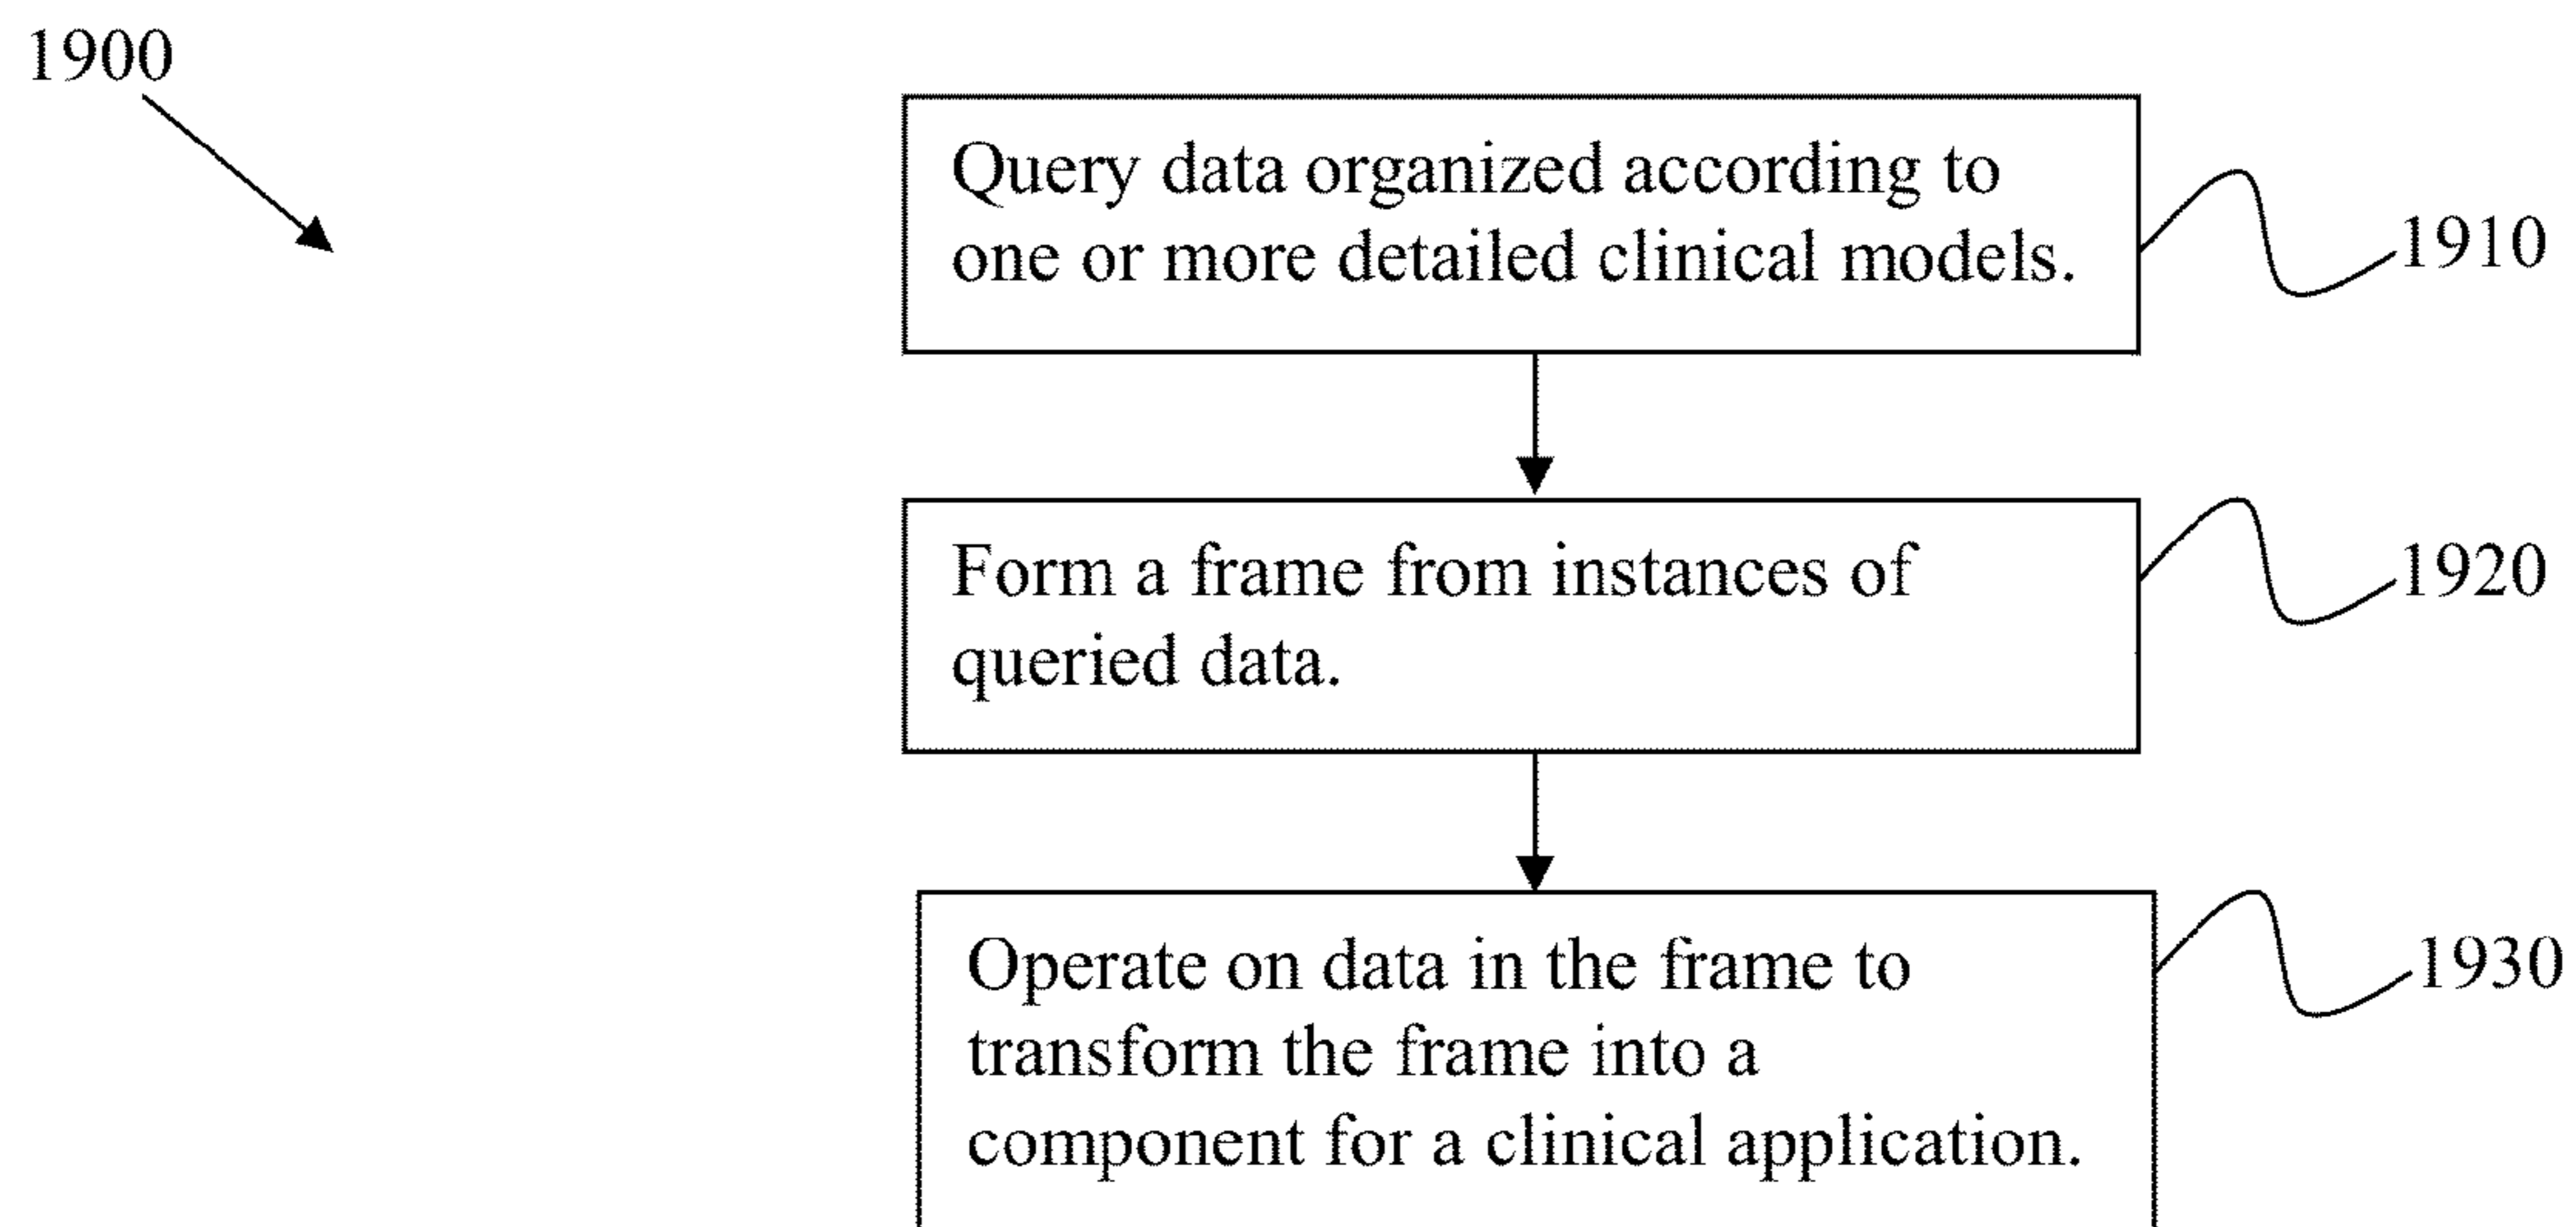 1900
Query data organized according to
one or more detailed clinical models.
1910
Form a frame from instances of
queried data.
1920
Operate on data in the frame to
transform the frame into a
component for a clinical application.
1930